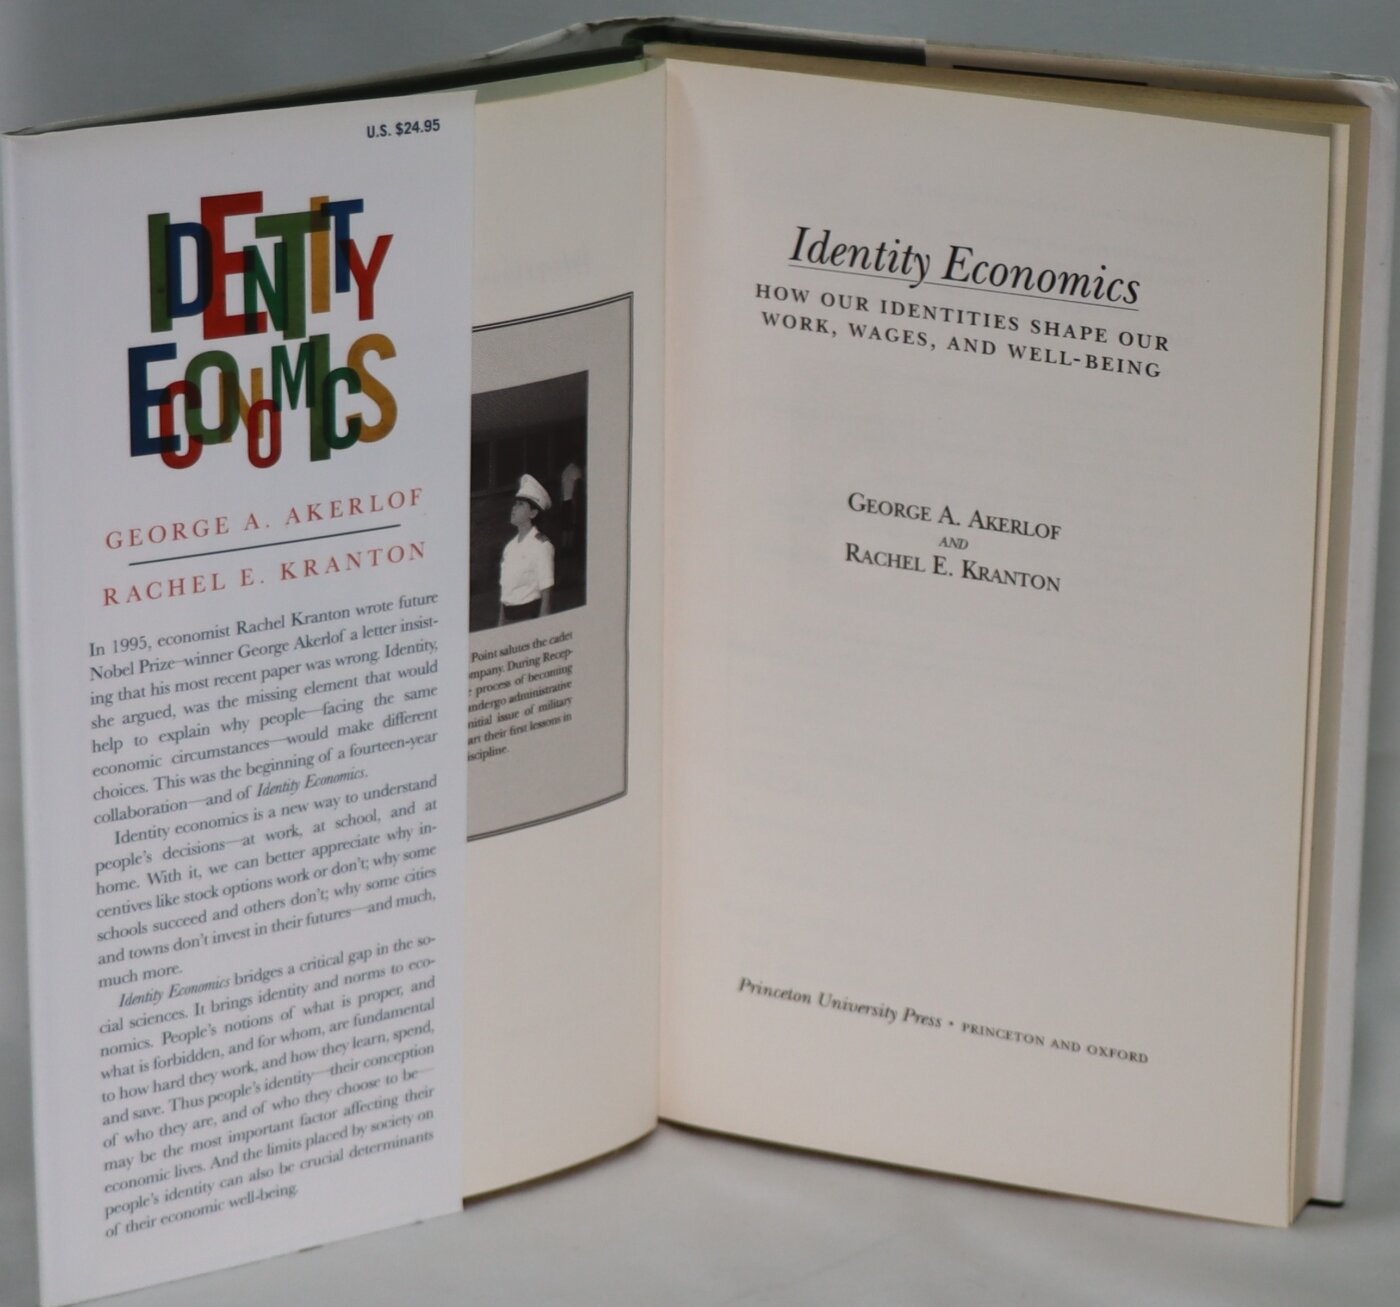 U.S. $24.95
IDENTITY
ECONOMICS
GEORGE A. AKERLOF
RACHEL E. KRANTON
In 1995, economist Rachel Kranton wrote future
Nobel Prize–winner George Akerlof a letter insist-
ing that his most recent paper was wrong. Identity,
she argued, was the missing element that would
help to explain why people—facing the same
economic circumstances—would make different
choices. This was the beginning of a fourteen-year
collaboration—and of Identity Economics.
Identity economics is a new way to understand
people's decisions—at work, at school, and at
home. With it, we can better appreciate why in-
centives like stock options work or don't; why some
schools succeed and others don't; why some cities
and towns don't invest in their futures—and much,
much more.
Identity Economics bridges a critical gap in the so-
cial sciences. It brings identity and norms to eco-
nomics. People's notions of what is proper, and
what is forbidden, and for whom, are fundamental
to how hard they work, and how they learn, spend,
and save. Thus people's identity—their conception
of who they are, and of who they choose to be—
may be the most important factor affecting their
economic lives. And the limits placed by society on
people's identity can also be crucial determinants
of their economic well-being.
Point salutes the cadet
mpany. During Recep-
process of becoming
ndergo administrative
nitial issue of military
art their first lessons in
iscipline.
Identity Economics
HOW OUR IDENTITIES SHAPE OUR
WORK, WAGES, AND WELL-BEING
GEORGE A. AKERLOF
AND
RACHEL E. KRANTON
Princeton University Press • PRINCETON AND OXFORD